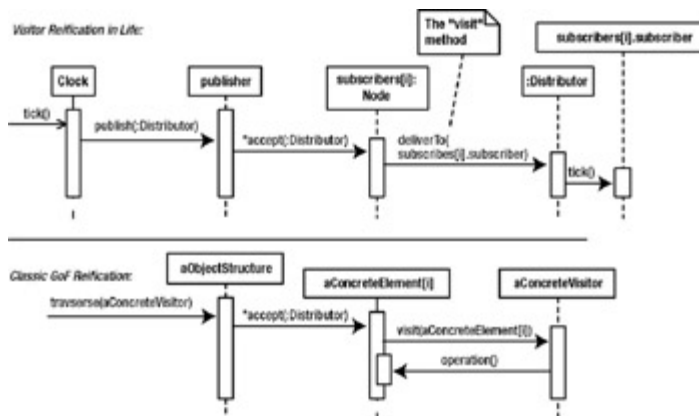 Visitor Reification in Life:
The "visit"
method
subscribers[i].subscriber
Clock
publisher
subscribers[i]:
Node
:Distributor
tick()
publish(:Distributor)
*accept(:Distributor)
deliverTo(
subscribes[i].subscriber)
tick()
Classic GoF Reification:
aObjectStructure
aConcreteElement[i]
aConcreteVisitor
travserse(aConcreteVisitor)
*accept(:Distributor)
visit(aConcreteElement[i])
operation()